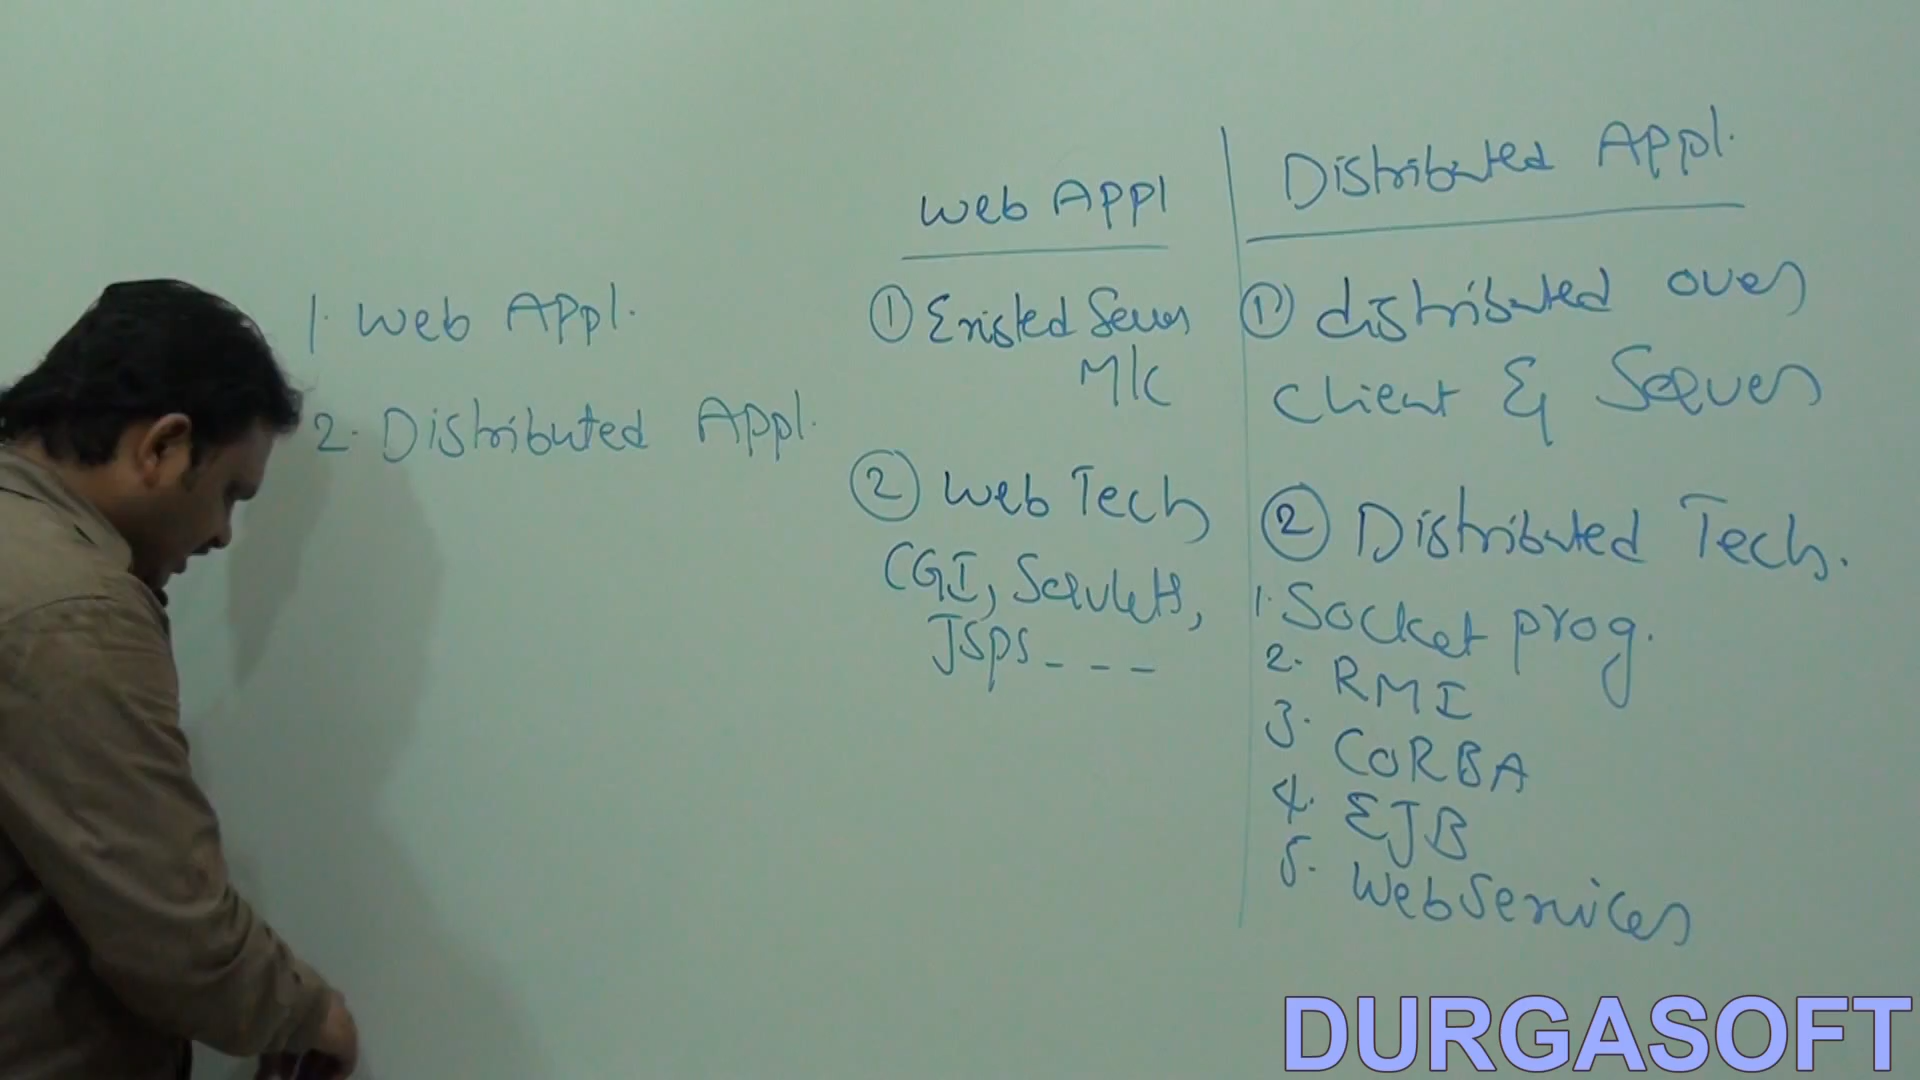 1. Web Appl.
2. Distributed Appl.
Web Appl
① Existed Server
M/C
② Web Tech
CGI, Servlets,
JSPs - - -
Distributed Appl.
① distributed over
client & Server
② Distributed Tech.
1. Socket prog.
2. RMI
3. CORBA
4. EJB
5. Webservices
DURGASOFT